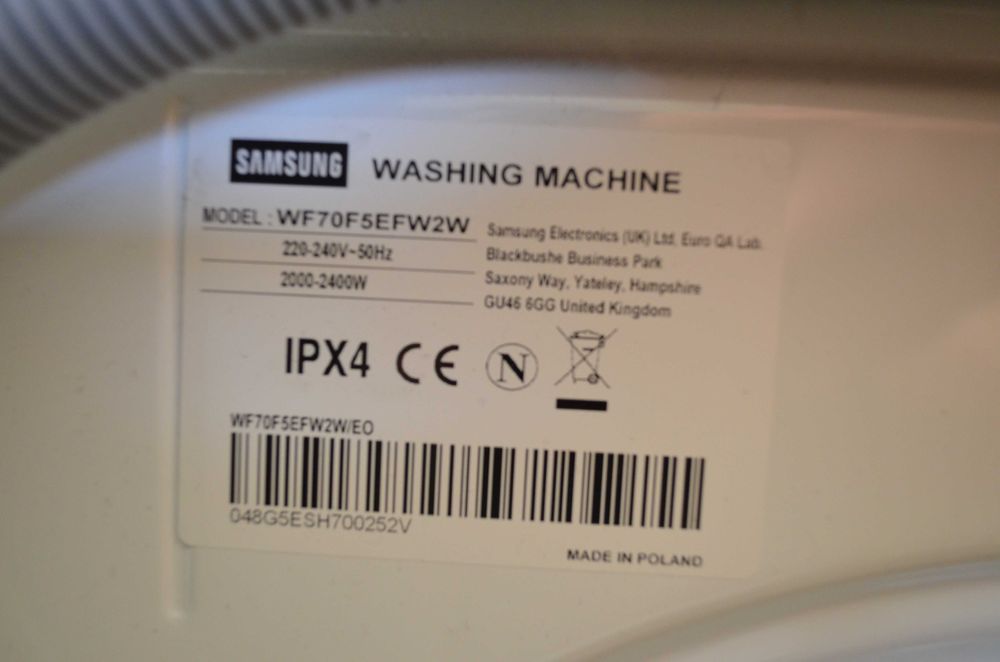 SAMSUNG WASHING MACHINE
MODEL : WF70F5EFW2W
220-240V~50Hz
2000-2400W
Samsung Electronics (UK) Ltd. Euro QA Lab.
Blackbushe Business Park
Saxony Way, Yateley, Hampshire
GU46 6GG United Kingdom
IPX4 CE N
WF70F5EFW2W/EO
048G5ESH700252V
MADE IN POLAND